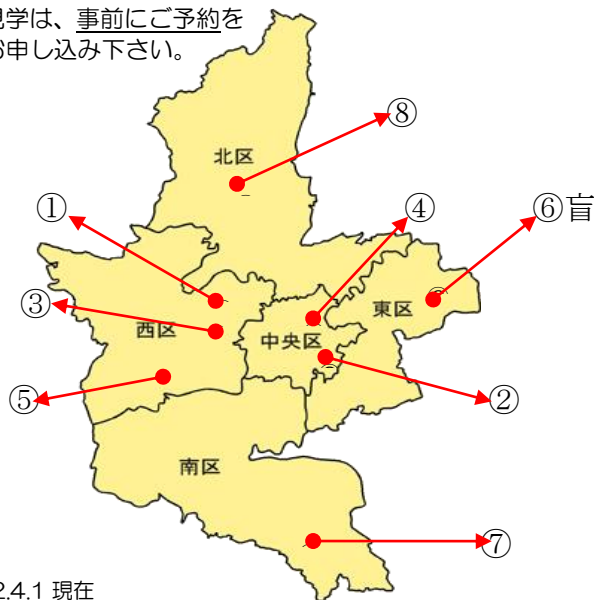 見学は、事前にご予約を
お申し込み下さい。
⑧
北区
①
④
⑥盲
③
東区
西区
中央区
⑤
②
南区
⑦
2.4.1 現在